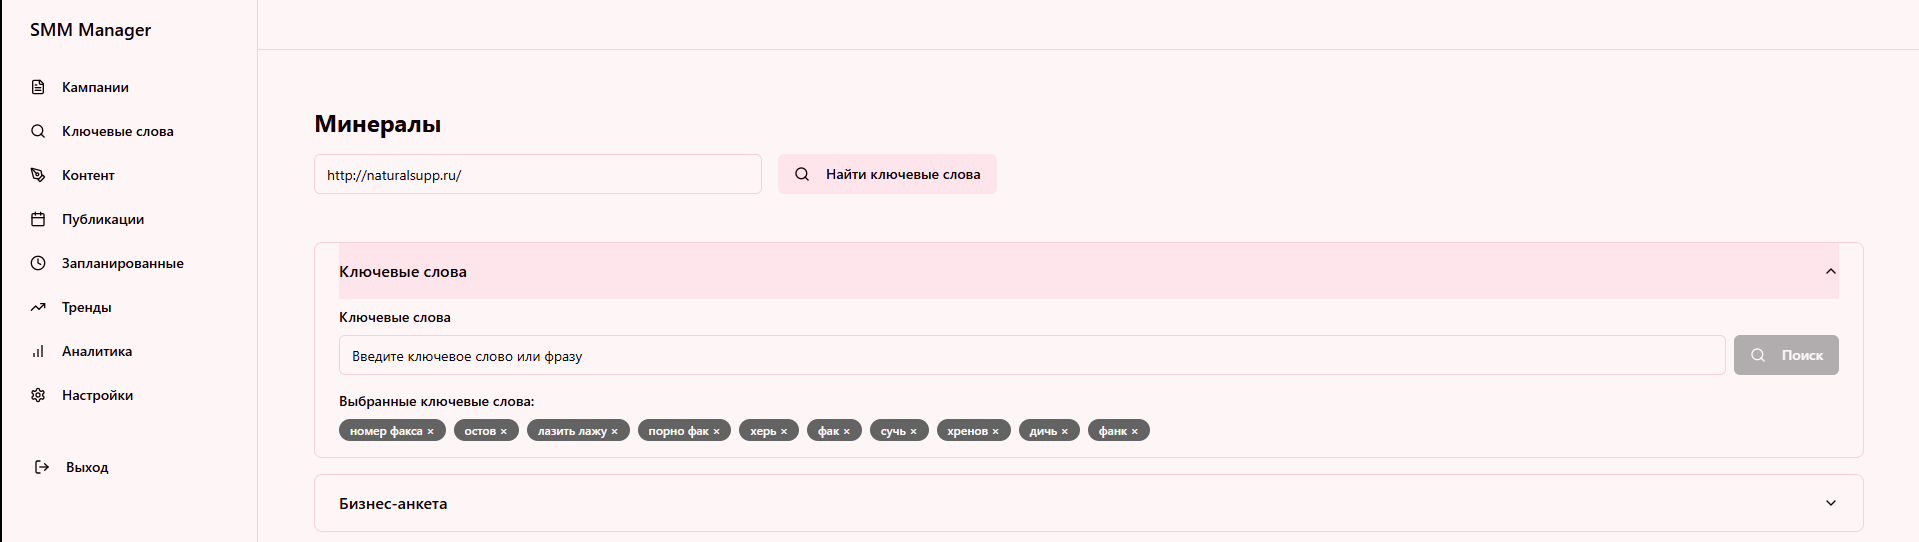 SMM Manager
Кампании
Ключевые слова
Контент
Публикации
Запланированные
Тренды
Аналитика
Настройки
Выход
Минералы
http://naturalsupp.ru/
Найти ключевые слова
Ключевые слова
Ключевые слова
Введите ключевое слово или фразу
Поиск
Выбранные ключевые слова:
номер факса × остов × лазить лажу × порно фак × херь × фак × сучь × хренов × дичь × фанк ×
Бизнес-анкета